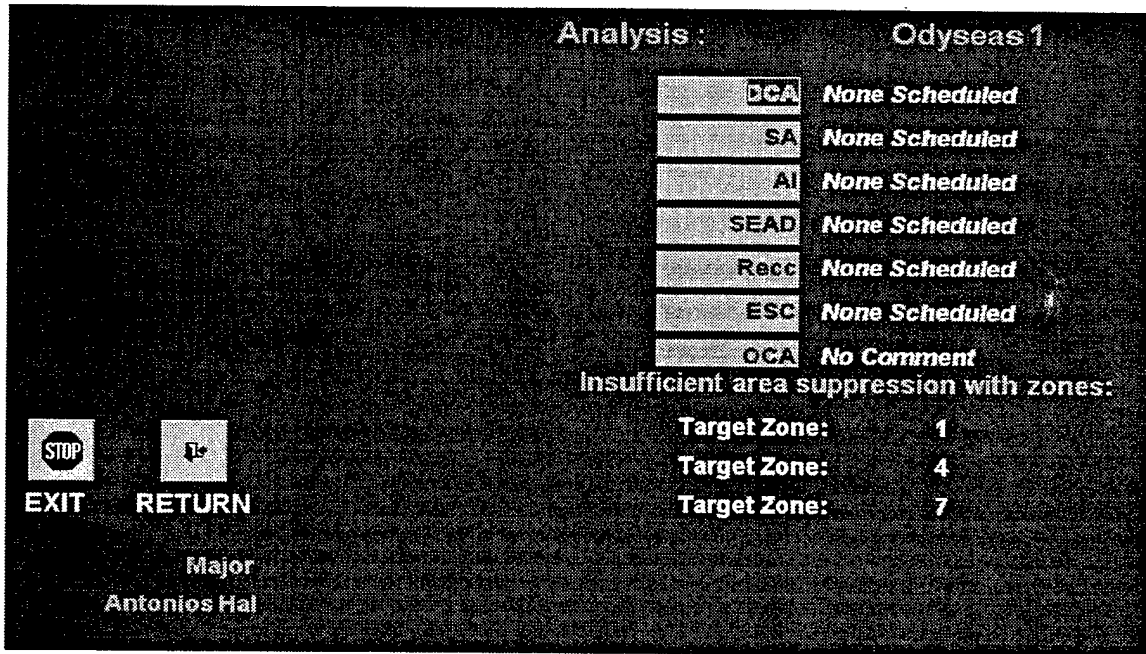 Analysis : Odyseas 1
DCA None Scheduled
SA None Scheduled
AI None Scheduled
SEAD None Scheduled
Recc None Scheduled
ESC None Scheduled
OCA No Comment
Insufficient area suppression with zones:
Target Zone: 1
Target Zone: 4
Target Zone: 7
STOP
EXIT RETURN
Major
Antonios Hal